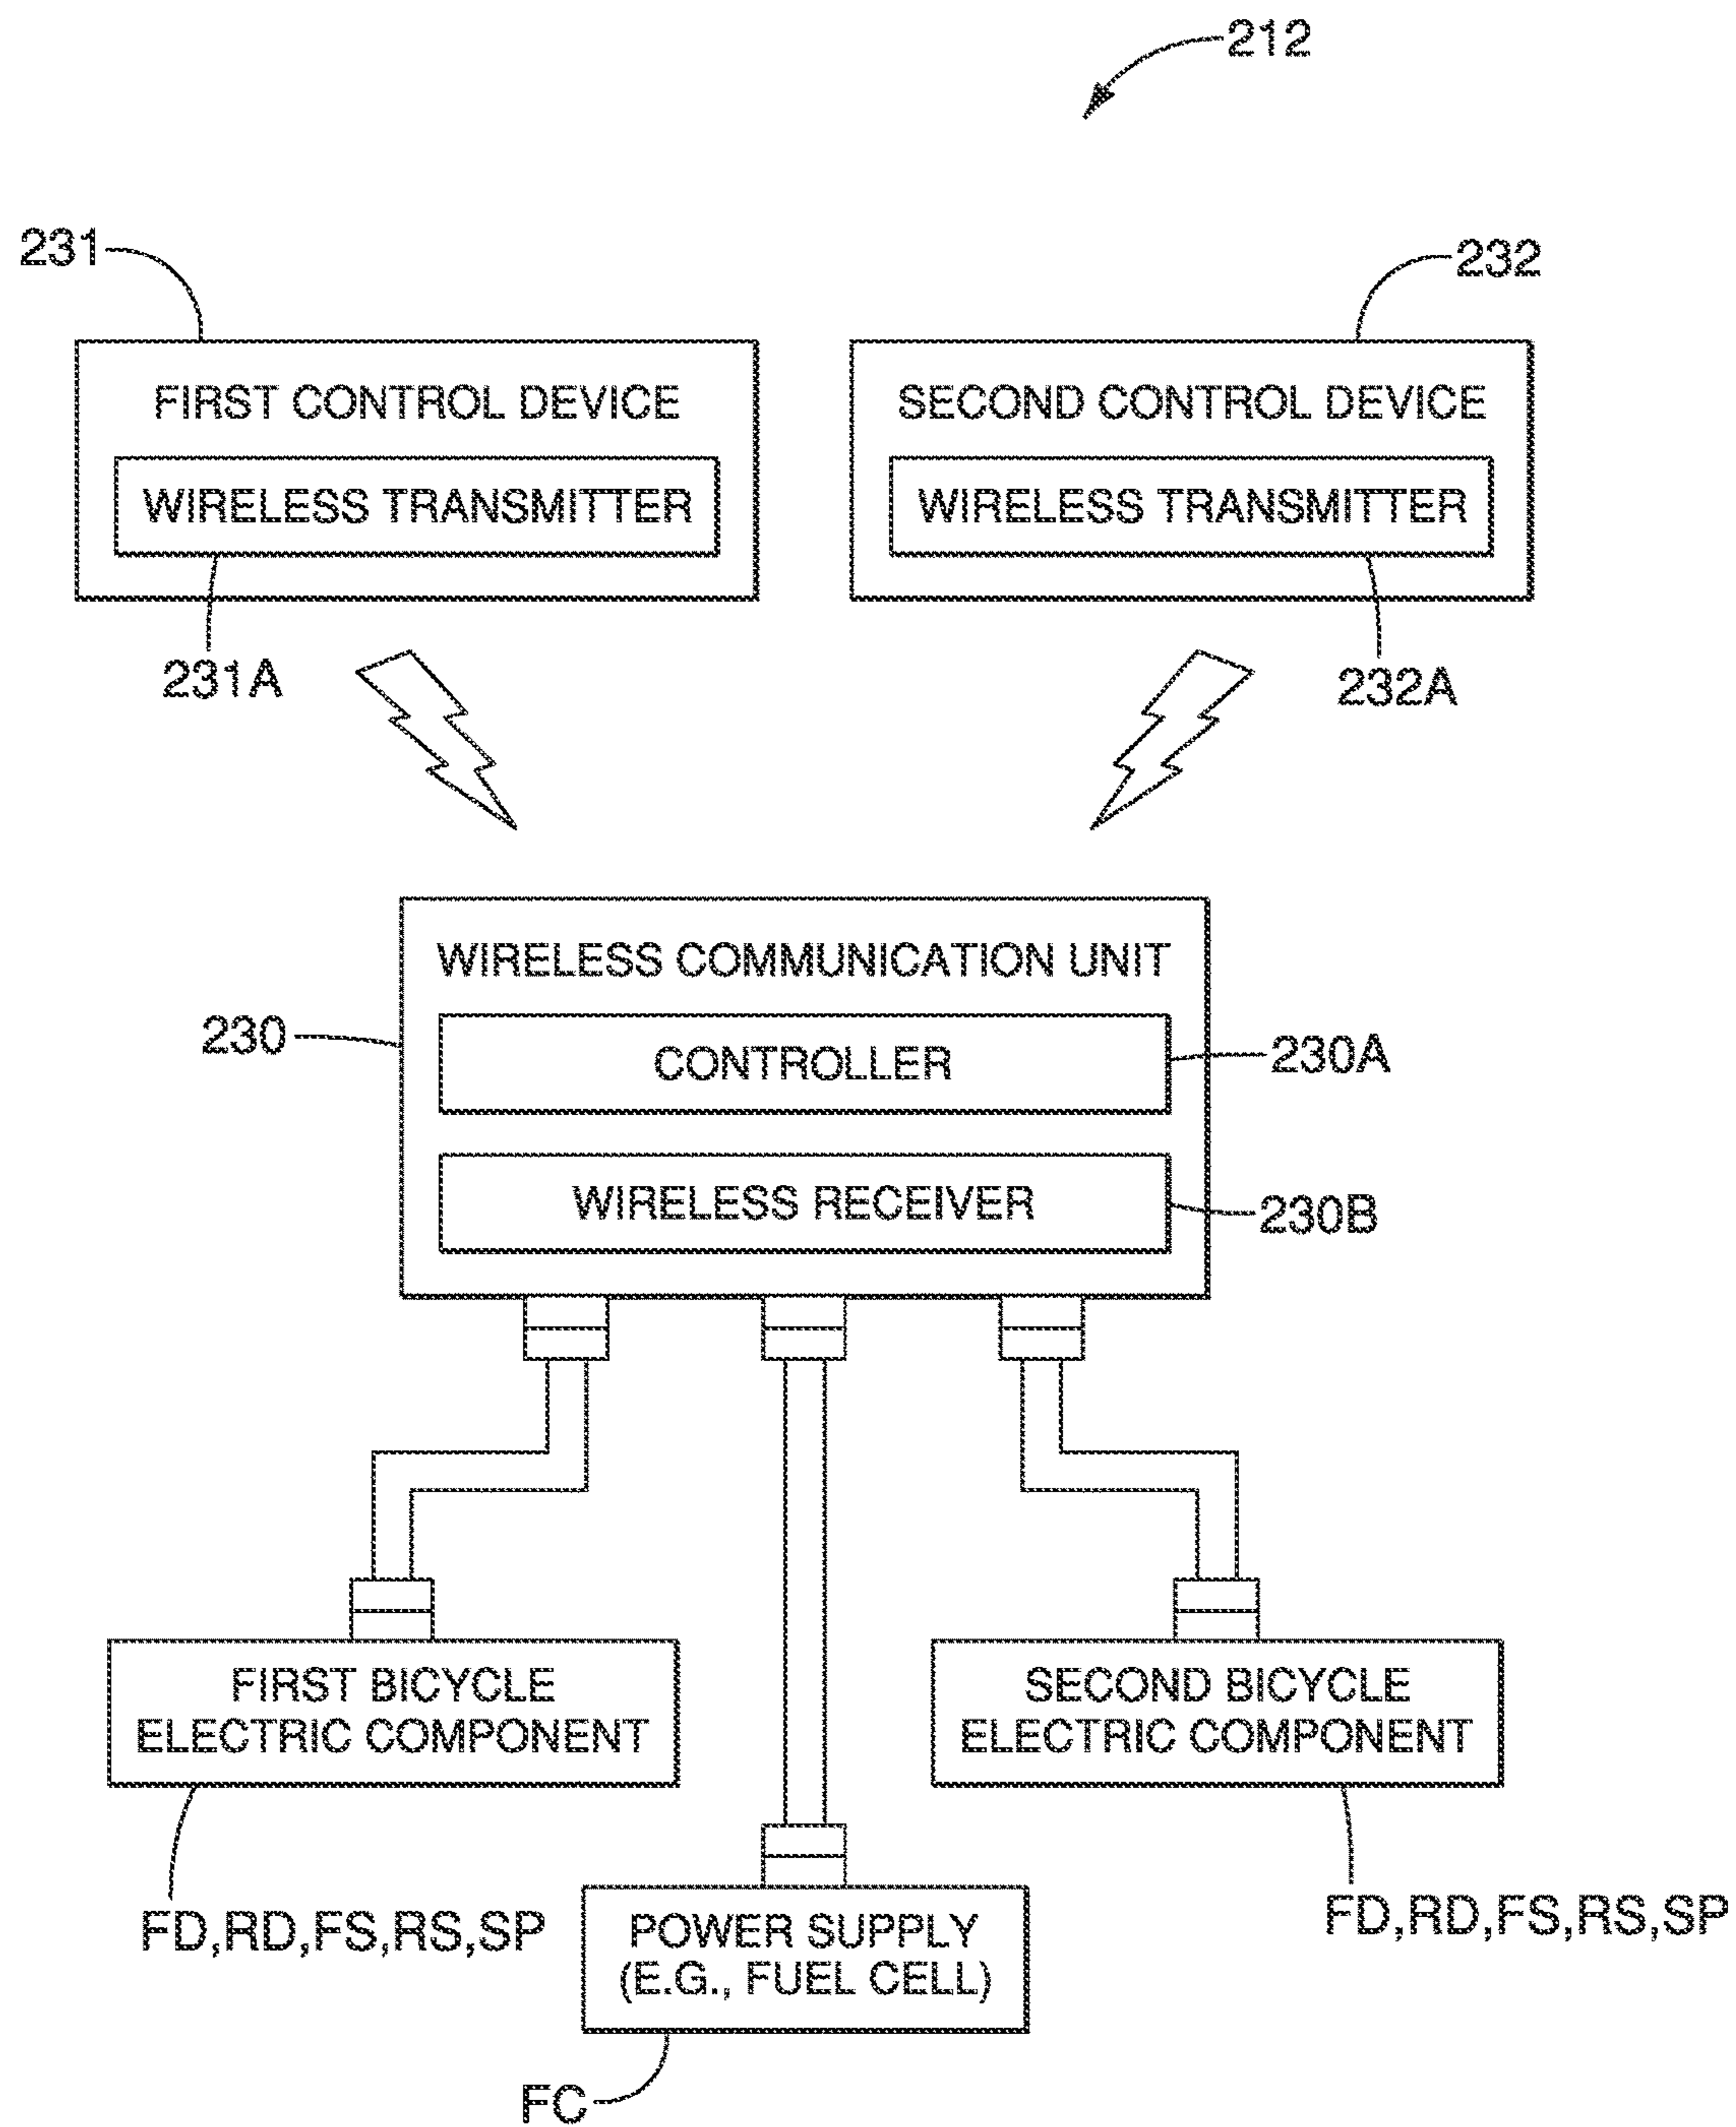 212
231
232
FIRST CONTROL DEVICE
SECOND CONTROL DEVICE
WIRELESS TRANSMITTER
WIRELESS TRANSMITTER
231A
232A
WIRELESS COMMUNICATION UNIT
230
CONTROLLER
230A
WIRELESS RECEIVER
230B
FIRST BICYCLE
ELECTRIC COMPONENT
SECOND BICYCLE
ELECTRIC COMPONENT
FD,RD,FS,RS,SP
FD,RD,FS,RS,SP
POWER SUPPLY
(E.G., FUEL CELL)
FC